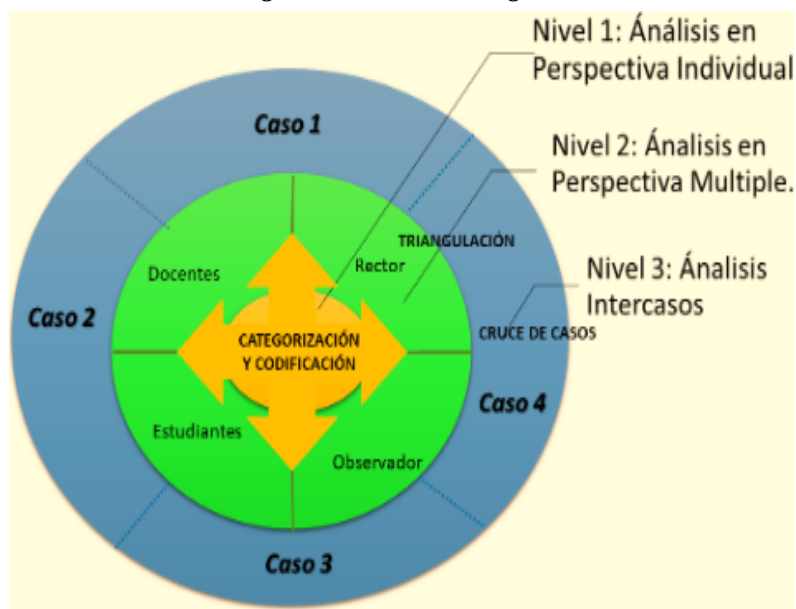 Nivel 1: Ánálisis en
Perspectiva Individual
Caso 1
Nivel 2: Ánalisis en
Perspectiva Multiple.
TRIANGULACIÓN
Rector
Docentes
Nivel 3: Ánalisis
Intercasos
Caso 2
CATEGORIZACIÓN
Y CODIFICACIÓN
CRUCE DE CASOS
Caso 4
Estudiantes
Observador
Caso 3